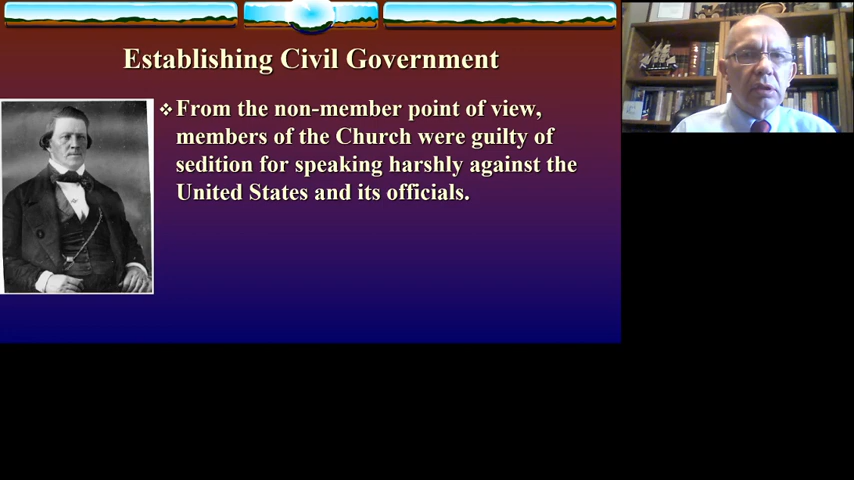 Establishing Civil Government
❖From the non-member point of view,
members of the Church were guilty of
sedition for speaking harshly against the
United States and its officials.